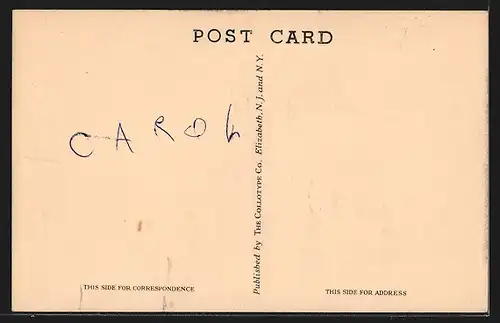 POST CARD
CAROL
Published by THE COLLOTYPE CO. Elizabeth, N. J. and N. Y.
THIS SIDE FOR CORRESPONDENCE
THIS SIDE FOR ADDRESS